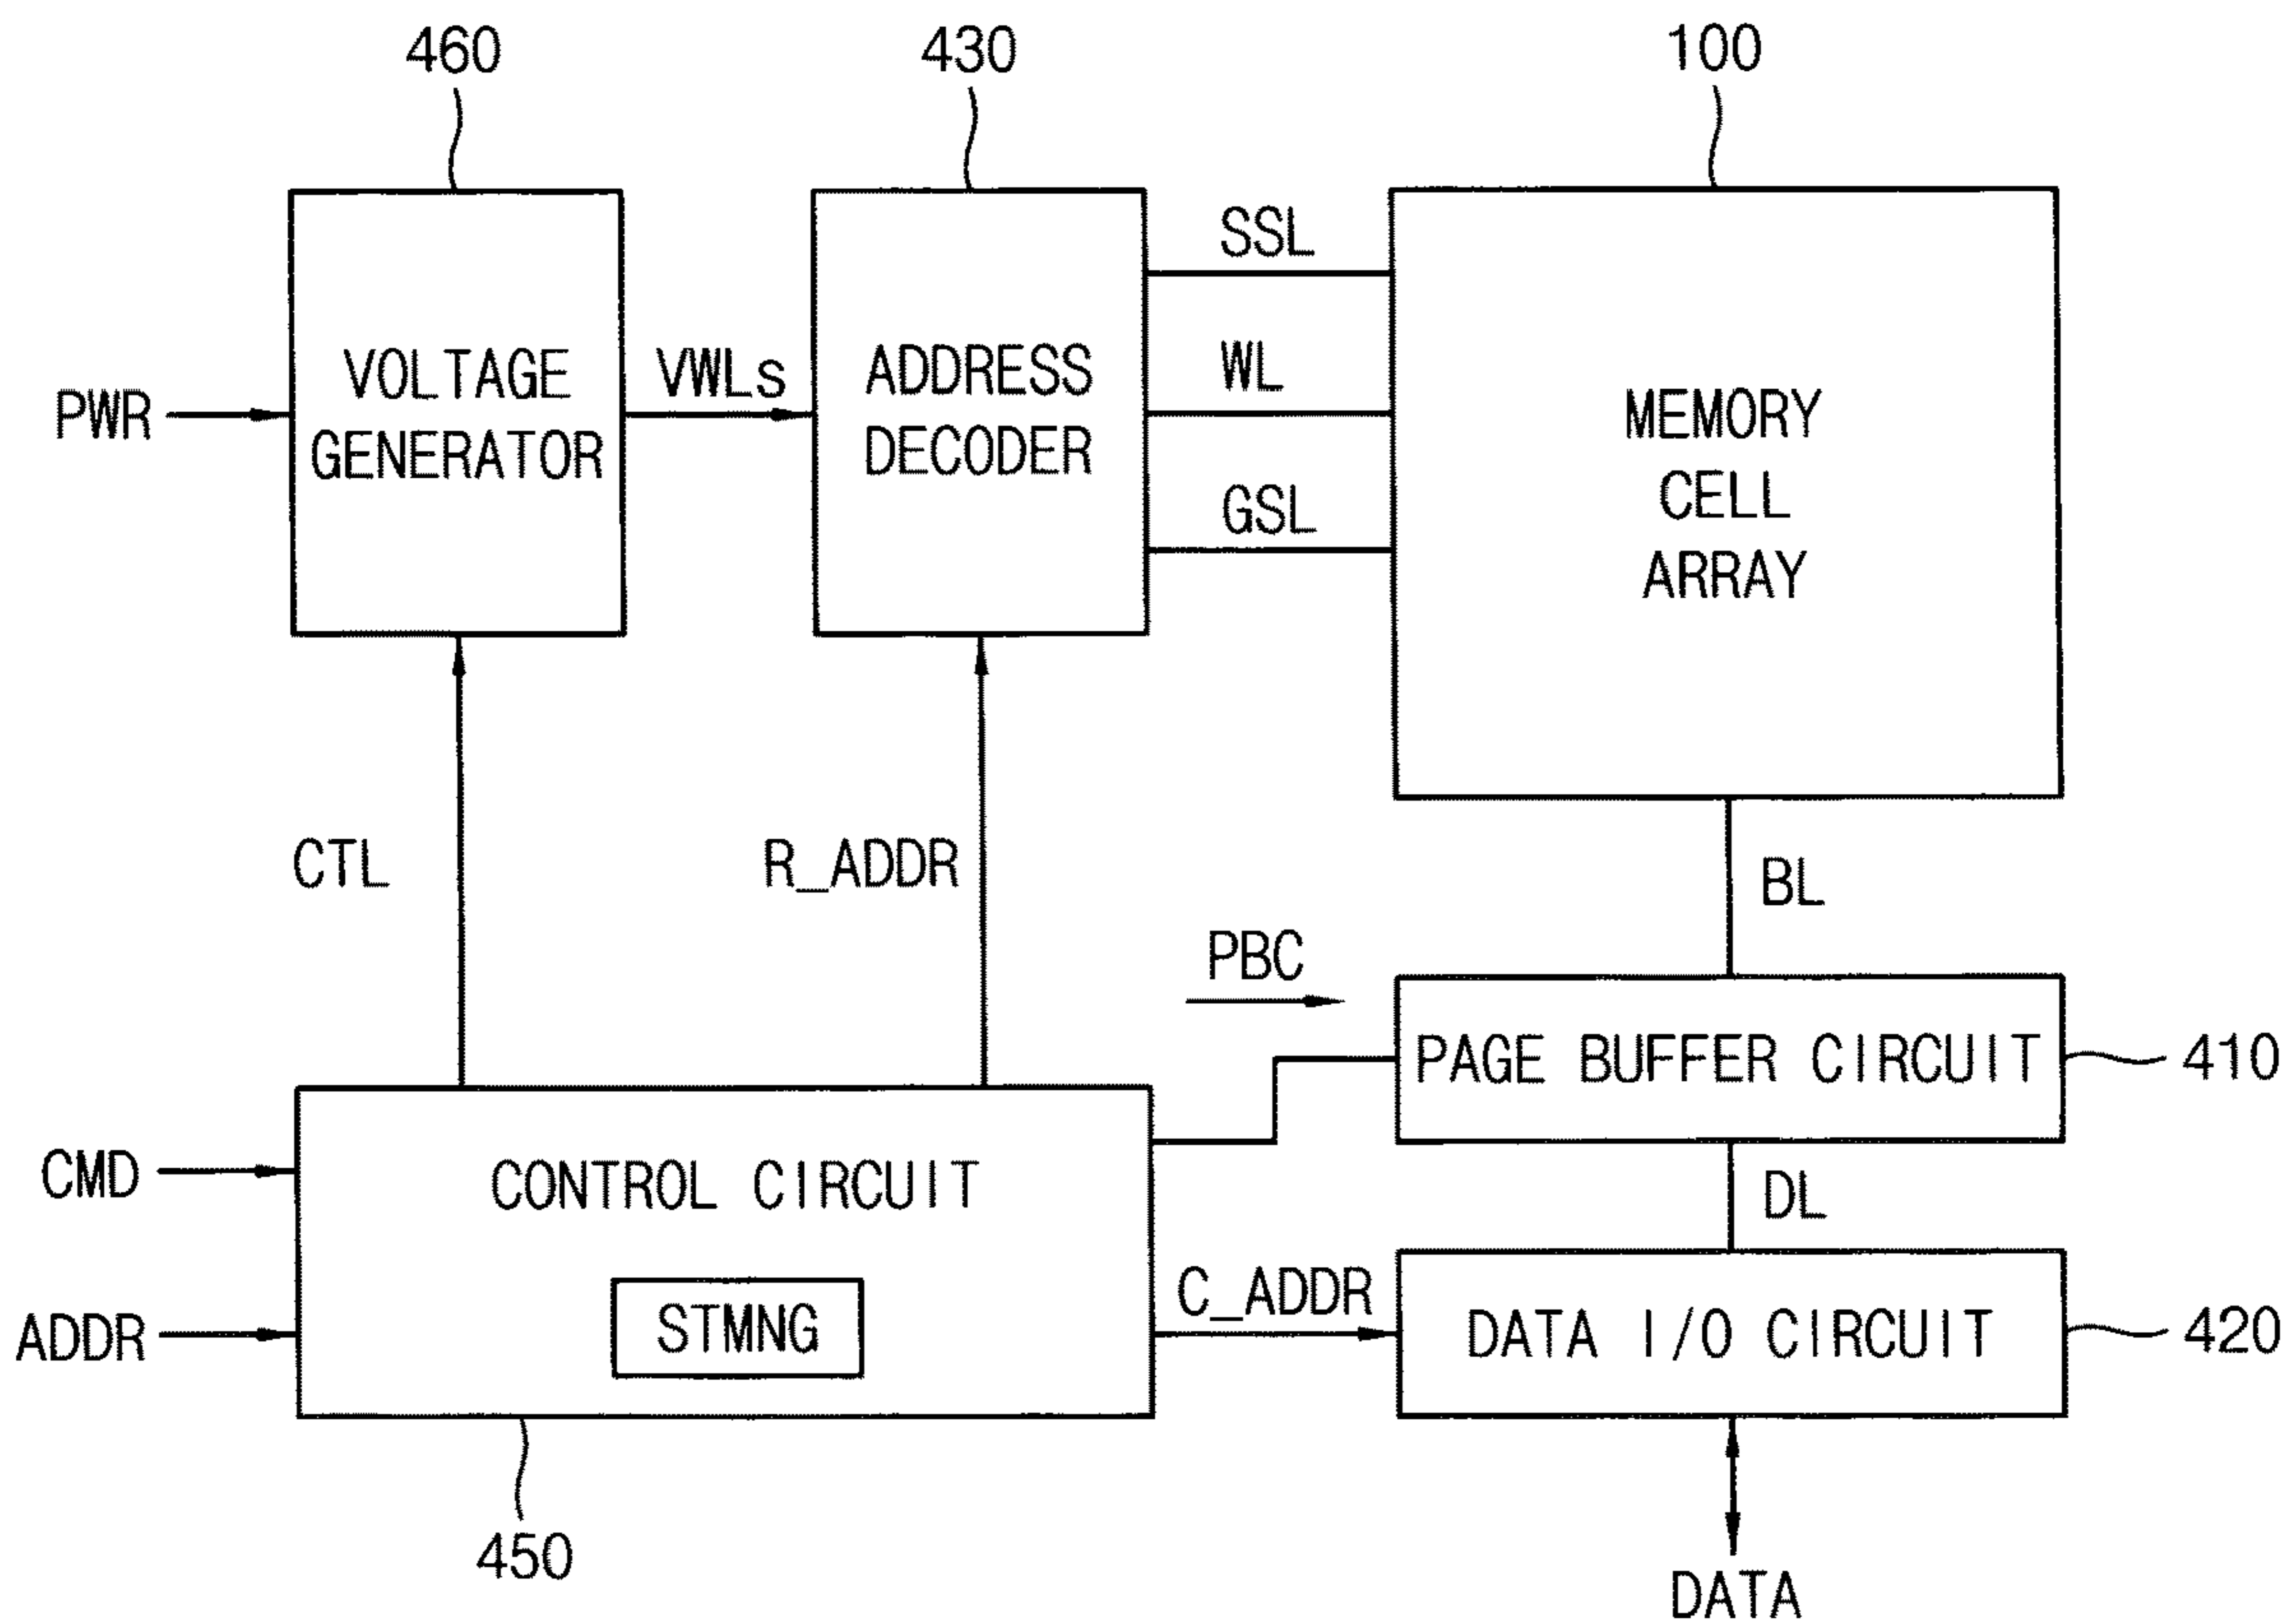 460
430
100
SSL
VOLTAGE
GENERATOR
VWLs
ADDRESS
DECODER
WL
MEMORY
CELL
ARRAY
PWR
GSL
CTL
R_ADDR
BL
PBC
PAGE BUFFER CIRCUIT
410
CMD
CONTROL CIRCUIT
DL
C_ADDR
ADDR
STMNG
DATA I/O CIRCUIT
420
450
DATA